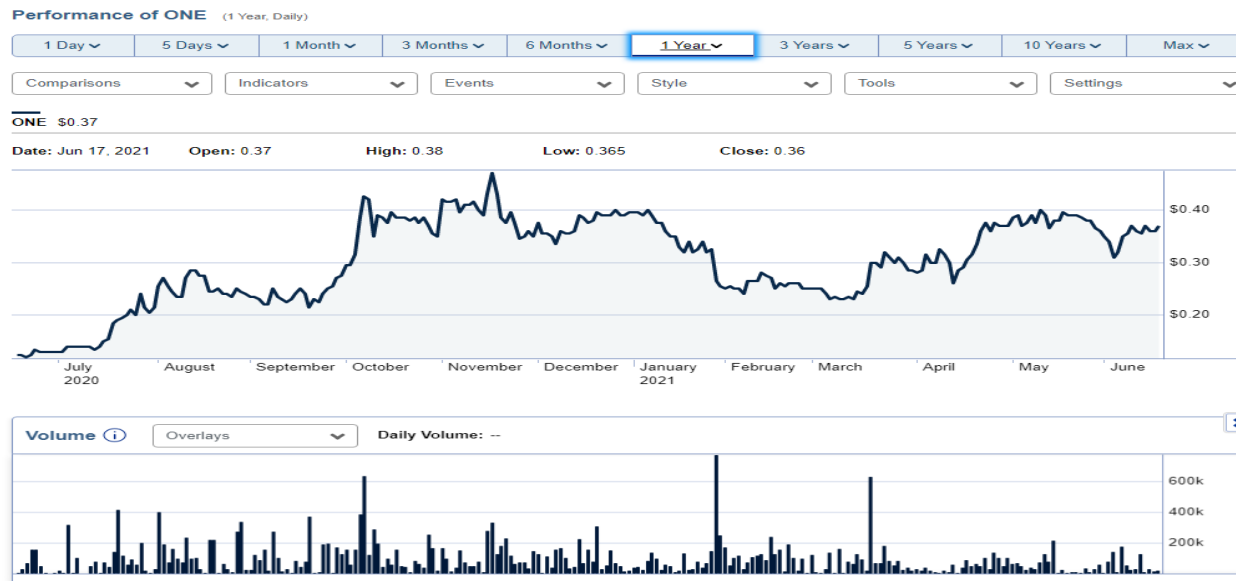 Performance of ONE (1 Year, Daily)
1 Day 5 Days 1 Month 3 Months 6 Months 1 Year 3 Years 5 Years 10 Years Max
Comparisons Indicators Events Style Tools Settings
ONE $0.37
Date: Jun 17, 2021 Open: 0.37 High: 0.38 Low: 0.365 Close: 0.36
$0.40
$0.30
$0.20
July August September October November December January February March April May June
2020 2021
Volume i Overlays Daily Volume: --
600k
400k
200k